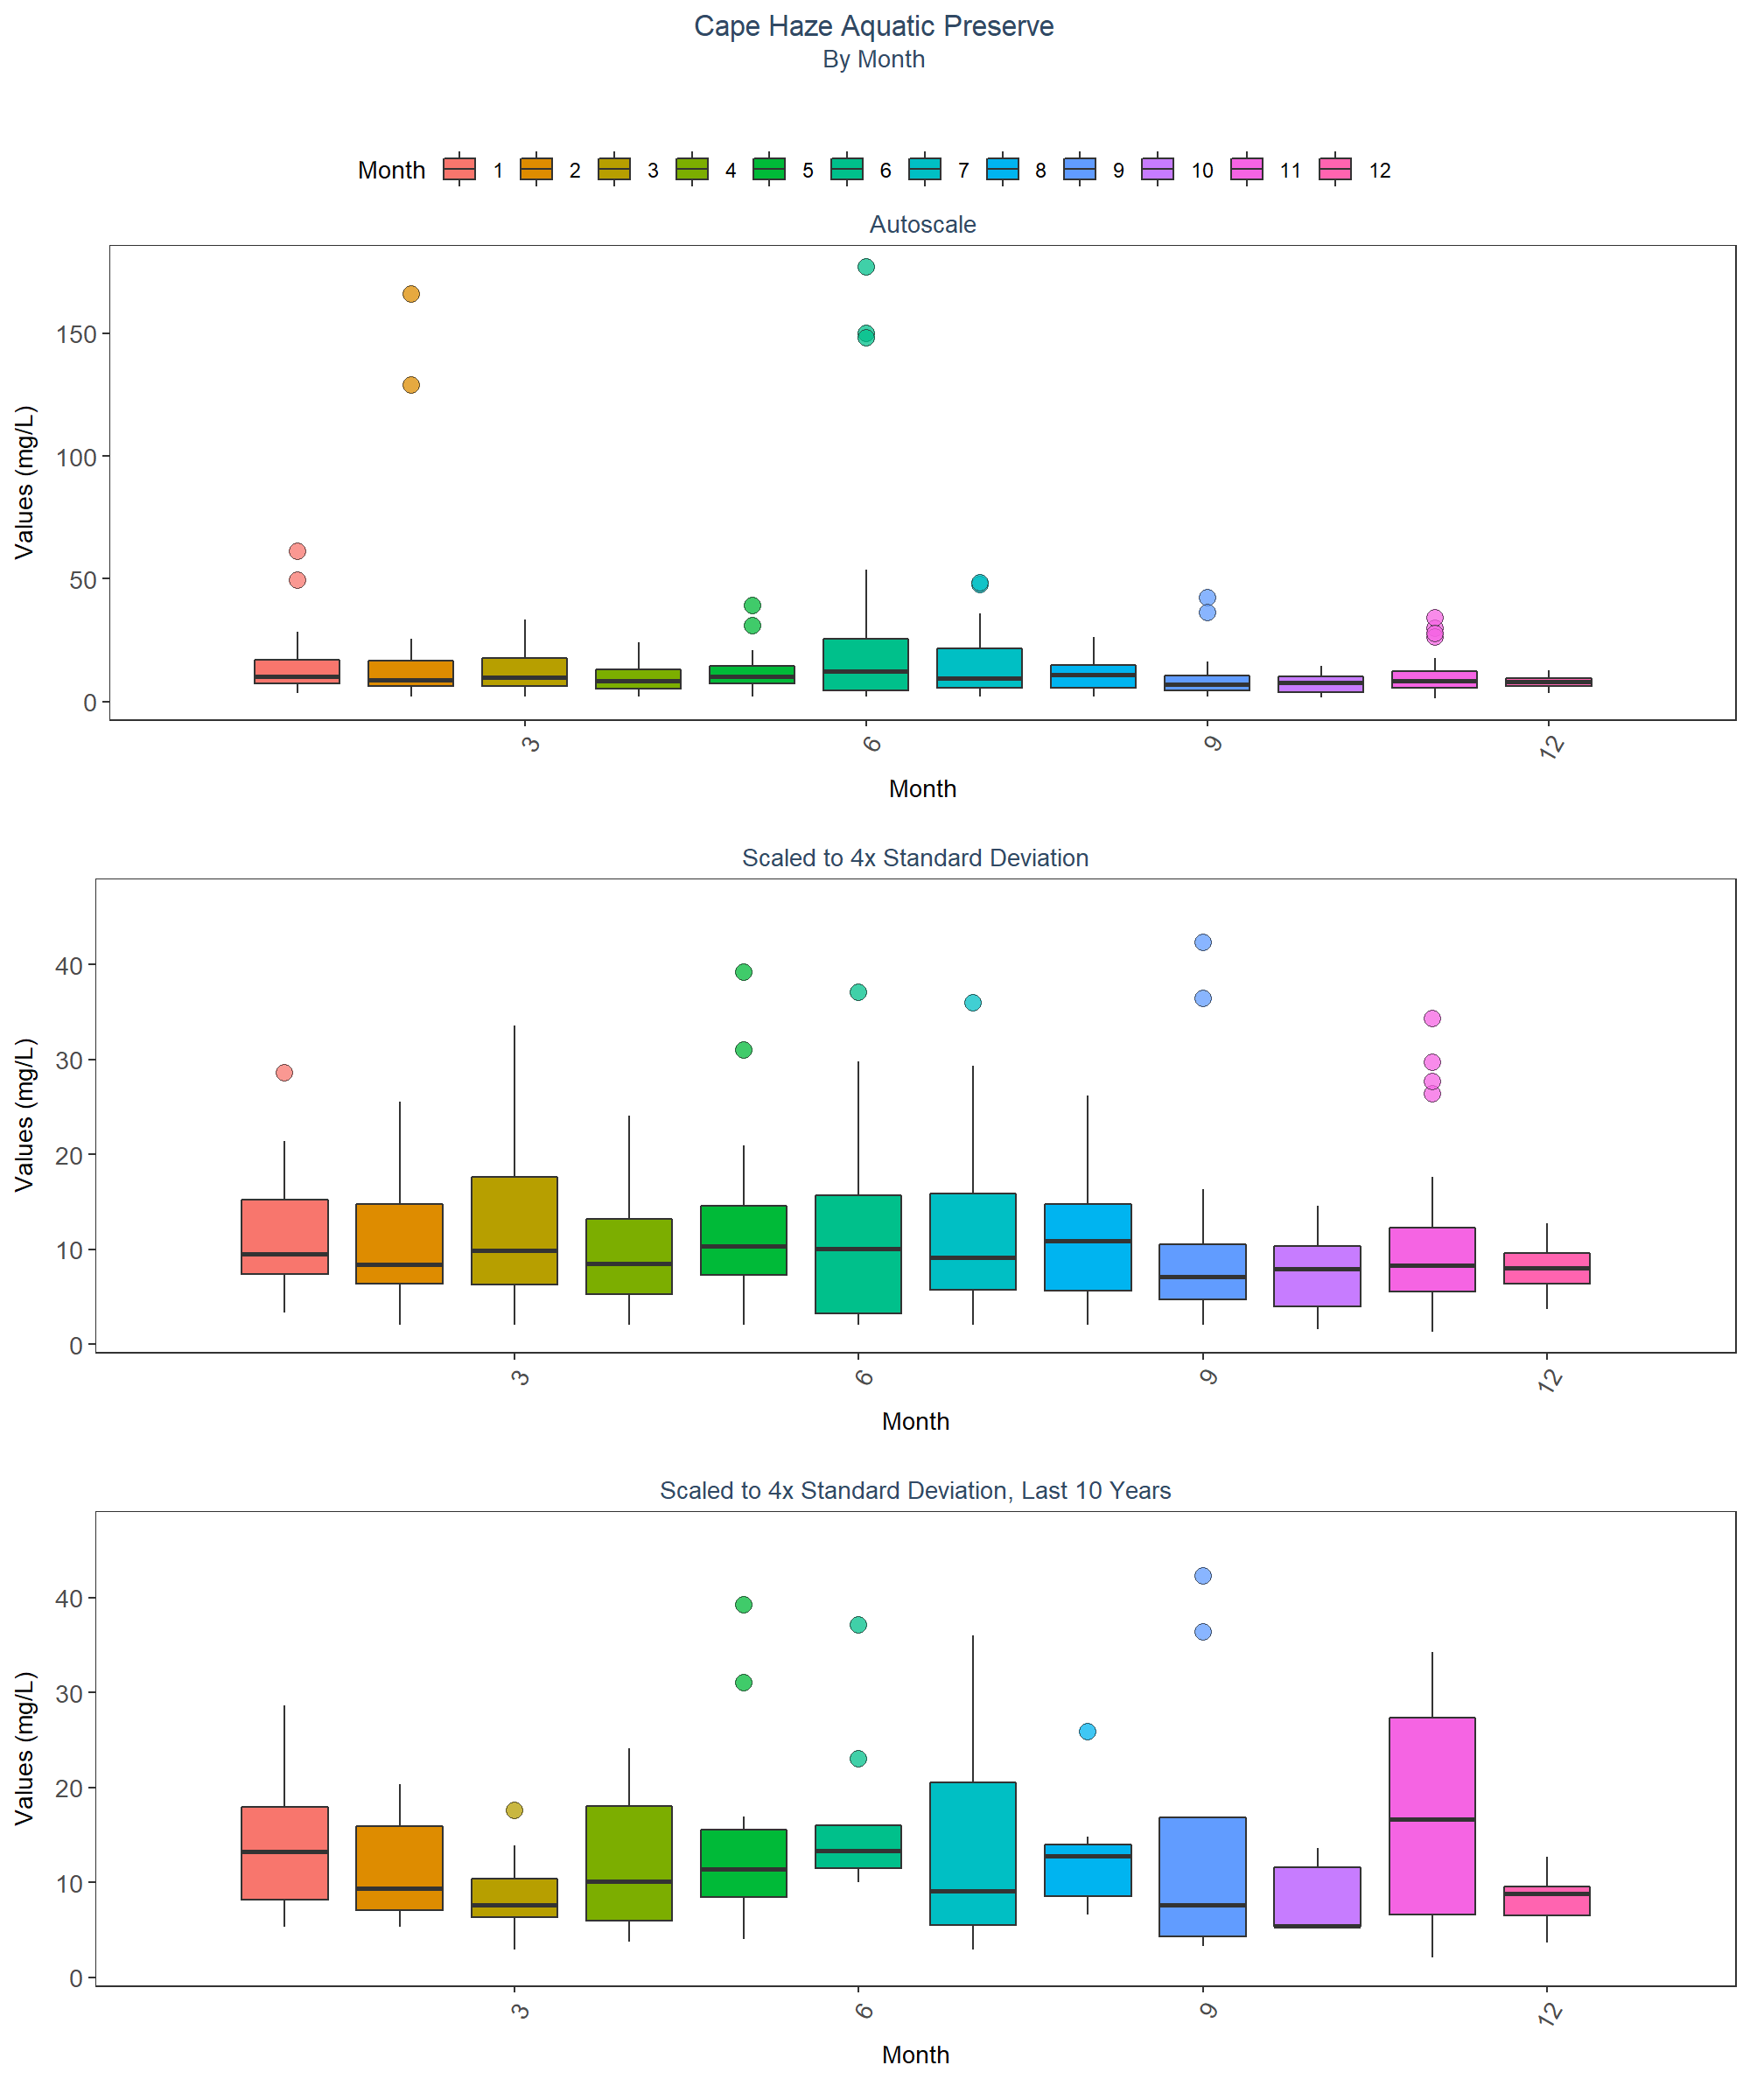 Cape Haze Aquatic Preserve
By Month
Month 1 2 3 4 5 6 7 8 9 10 11 12
Autoscale
Values (mg/L)
150
100
50
0
3 6 9 12
Month
Scaled to 4x Standard Deviation
Values (mg/L)
40
30
20
10
0
3 6 9 12
Month
Scaled to 4x Standard Deviation, Last 10 Years
Values (mg/L)
40
30
20
10
0
3 6 9 12
Month